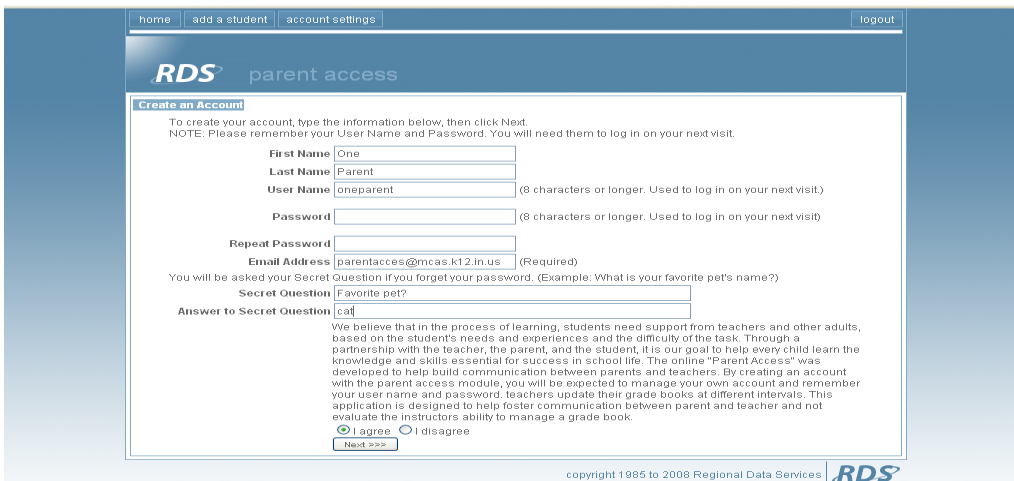 home add a student account settings logout
RDS parent access
Create an Account
To create your account, type the information below, then click Next.
NOTE: Please remember your User Name and Password. You will need them to log in on your next visit.
First Name One
Last Name Parent
User Name oneparent (8 characters or longer. Used to log in on your next visit.)
Password (8 characters or longer. Used to log in on your next visit)
Repeat Password
Email Address parentacces@mcas.k12.in.us (Required)
You will be asked your Secret Question if you forget your password. (Example: What is your favorite pet's name?)
Secret Question Favorite pet?
Answer to Secret Question cat
We believe that in the process of learning, students need support from teachers and other adults,
based on the student's needs and experiences and the difficulty of the task. Through a
partnership with the teacher, the parent, and the student, it is our goal to help every child learn the
knowledge and skills essential for success in school life. The online "Parent Access" was
developed to help build communication between parents and teachers. By creating an account
with the parent access module, you will be expected to manage your own account and remember
your user name and password. teachers update their grade books at different intervals. This
application is designed to help foster communication between parent and teacher and not
evaluate the instructors ability to manage a grade book.
I agree I disagree
Next >>>
copyright 1985 to 2008 Regional Data Services RDS